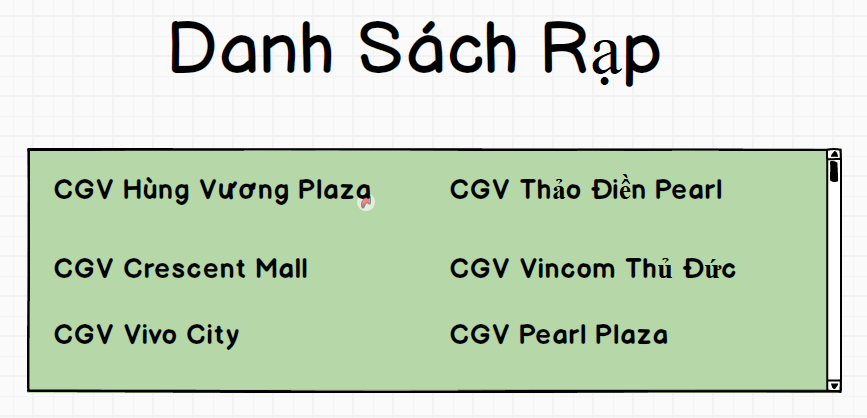 Danh Sách Rạp
CGV Hùng Vương Plaza
CGV Thảo Điền Pearl
CGV Crescent Mall
CGV Vincom Thủ Đức
CGV Vivo City
CGV Pearl Plaza